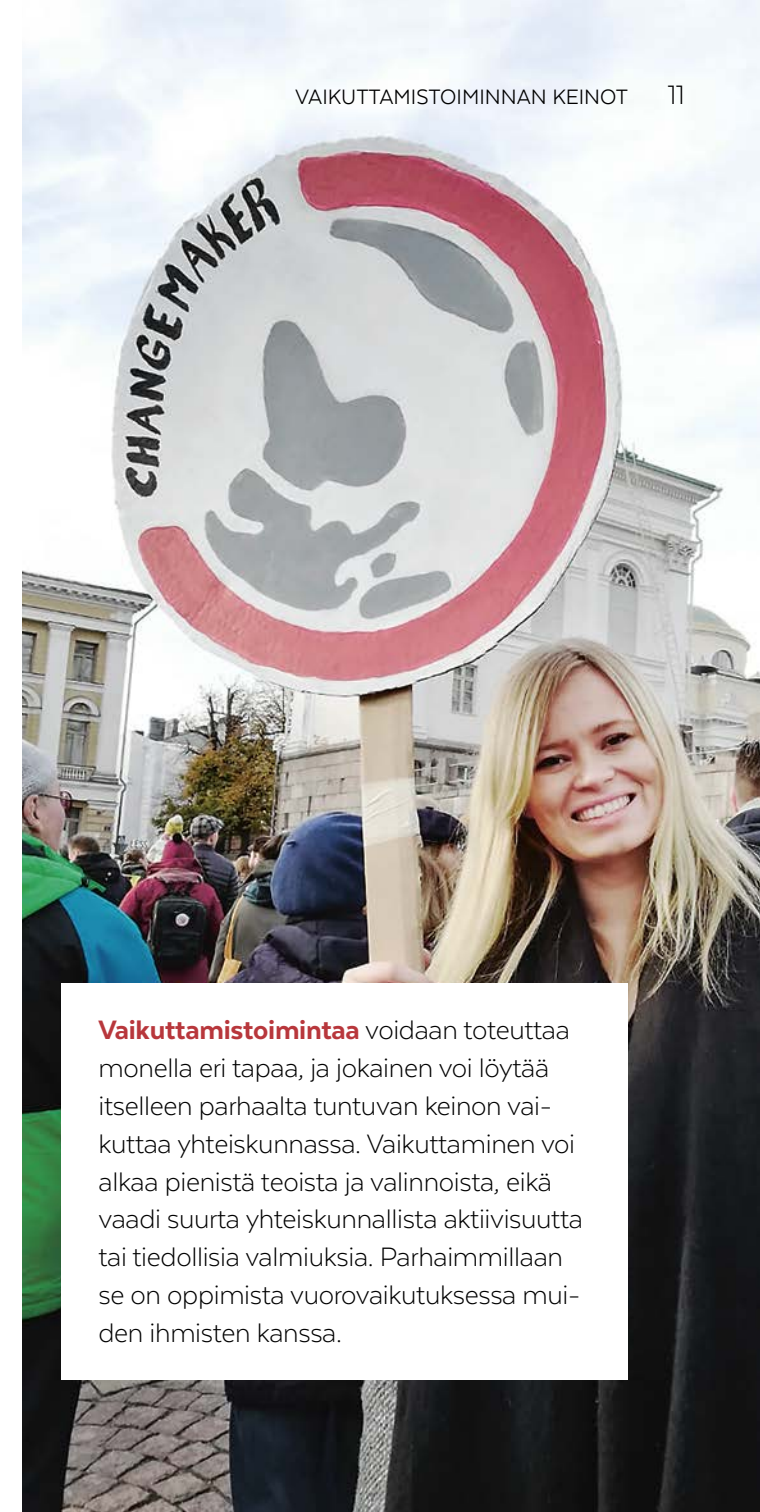 VAIKUTTAMISTOIMINNAN KEINOT 11
CHANGEMAKER
Vaikuttamistoimintaa voidaan toteuttaa
monella eri tapaa, ja jokainen voi löytää
itselleen parhaalta tuntuvan keinon vai-
kuttaa yhteiskunnassa. Vaikuttaminen voi
alkaa pienistä teoista ja valinnoista, eikä
vaadi suurta yhteiskunnallista aktiivisuutta
tai tiedollisia valmiuksia. Parhaimmillaan
se on oppimista vuorovaikutuksessa mui-
den ihmisten kanssa.